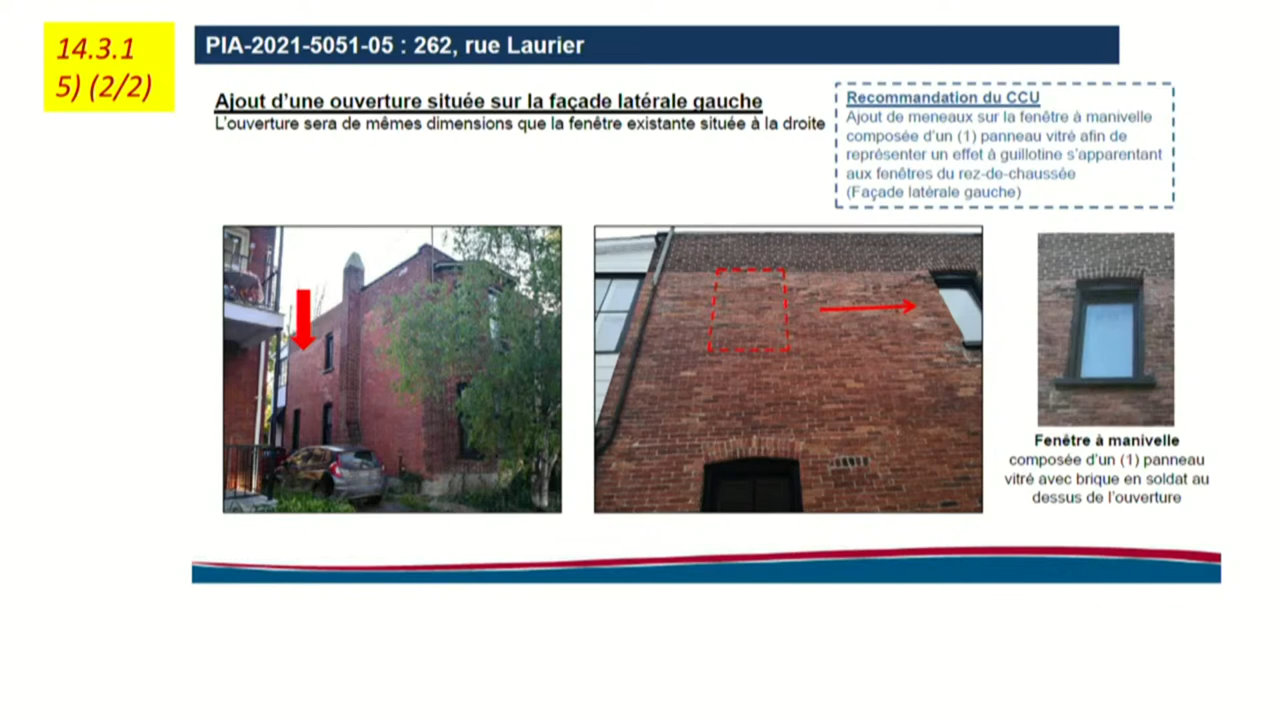 14.3.1
5) (2/2)
PIA-2021-5051-05 : 262, rue Laurier
Ajout d'une ouverture située sur la façade latérale gauche
L'ouverture sera de mêmes dimensions que la fenêtre existante située à la droite
Recommandation du CCU
Ajout de meneaux sur la fenêtre à manivelle
composée d'un (1) panneau vitré afin de
représenter un effet à guillotine s'apparentant
aux fenêtres du rez-de-chaussée
(Façade latérale gauche)
Fenêtre à manivelle
composée d'un (1) panneau
vitré avec brique en soldat au
dessus de l'ouverture